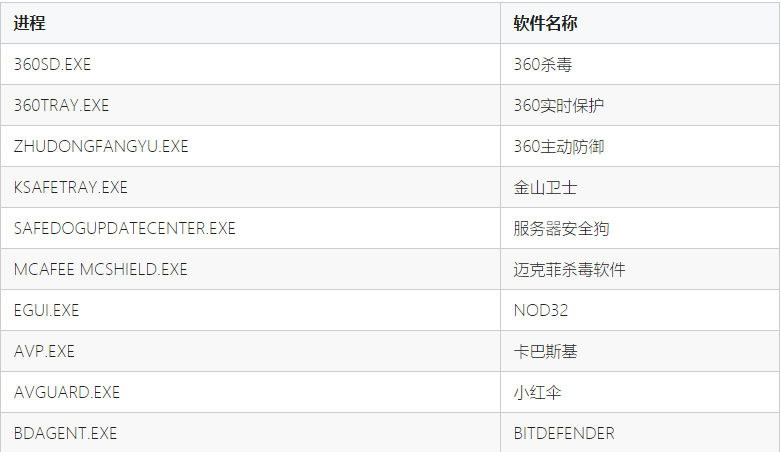 进程 软件名称
360SD.EXE 360杀毒
360TRAY.EXE 360实时保护
ZHUDONGFANGYU.EXE 360主动防御
KSAFETRAY.EXE 金山卫士
SAFEDOGUPDATECENTER.EXE 服务器安全狗
MCAFEE MCSHIELD.EXE 迈克菲杀毒软件
EGUI.EXE NOD32
AVP.EXE 卡巴斯基
AVGUARD.EXE 小红伞
BDAGENT.EXE BITDEFENDER